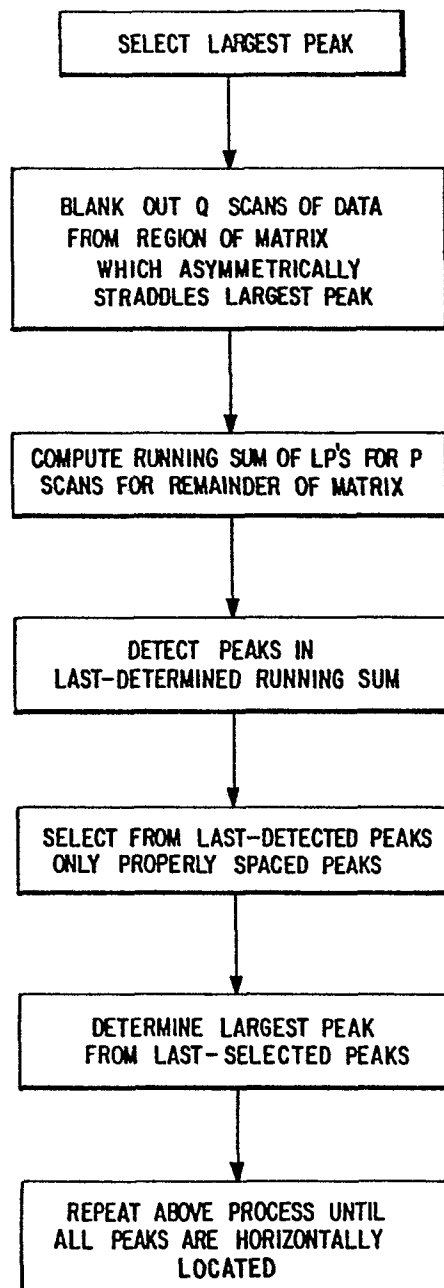 SELECT LARGEST PEAK
BLANK OUT Q SCANS OF DATA
FROM REGION OF MATRIX
WHICH ASYMMETRICALLY
STRADDLES LARGEST PEAK
COMPUTE RUNNING SUM OF LP'S FOR P
SCANS FOR REMAINDER OF MATRIX
DETECT PEAKS IN
LAST-DETERMINED RUNNING SUM
SELECT FROM LAST-DETECTED PEAKS
ONLY PROPERLY SPACED PEAKS
DETERMINE LARGEST PEAK
FROM LAST-SELECTED PEAKS
REPEAT ABOVE PROCESS UNTIL
ALL PEAKS ARE HORIZONTALLY
LOCATED